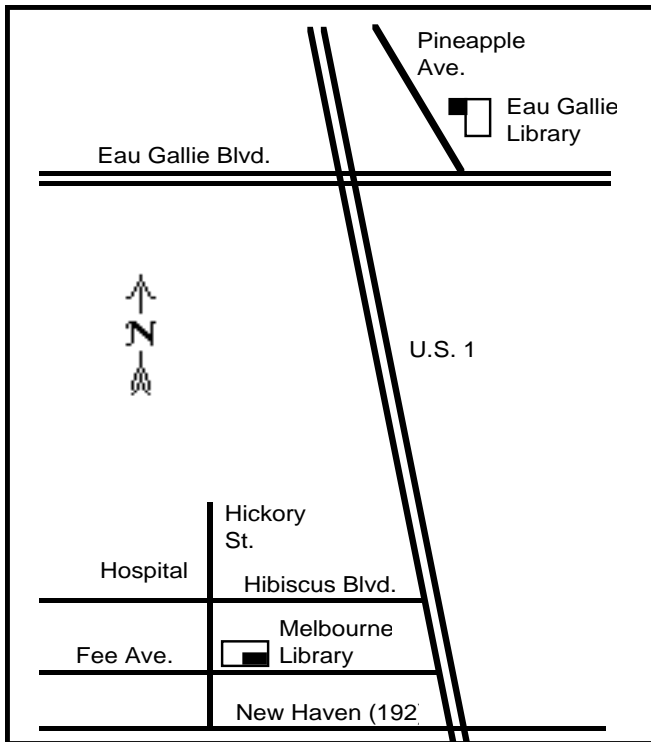 Pineapple
Ave.
Eau Gallie
Library
Eau Gallie Blvd.
N
U.S. 1
Hickory
St.
Hospital
Hibiscus Blvd.
Melbourne
Library
Fee Ave.
New Haven (192)